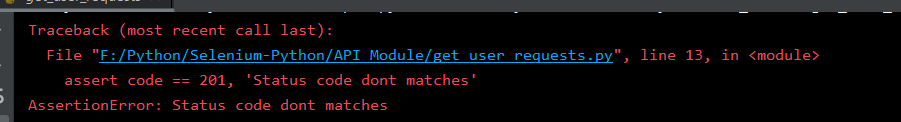 get_user_requests
Traceback (most recent call last):
File "F:/Python/Selenium-Python/API Module/get user requests.py", line 13, in <module>
assert code == 201, 'Status code dont matches'
AssertionError: Status code dont matches